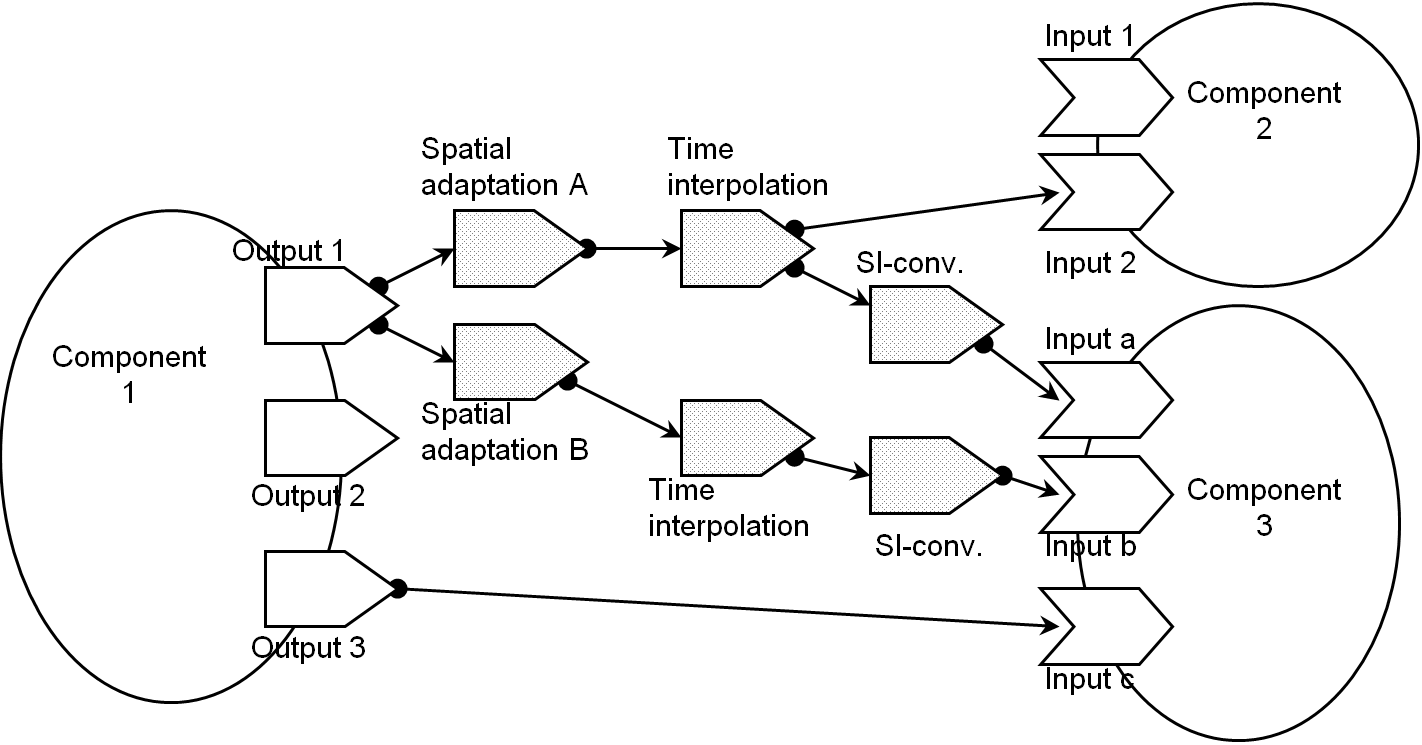 Input 1
Component
2
Spatial
adaptation A
Time
interpolation
Output 1
SI-conv.
Input 2
Component
1
Input a
Spatial
adaptation B
Output 2
Time
interpolation
Component
3
SI-conv.
Input b
Output 3
Input c